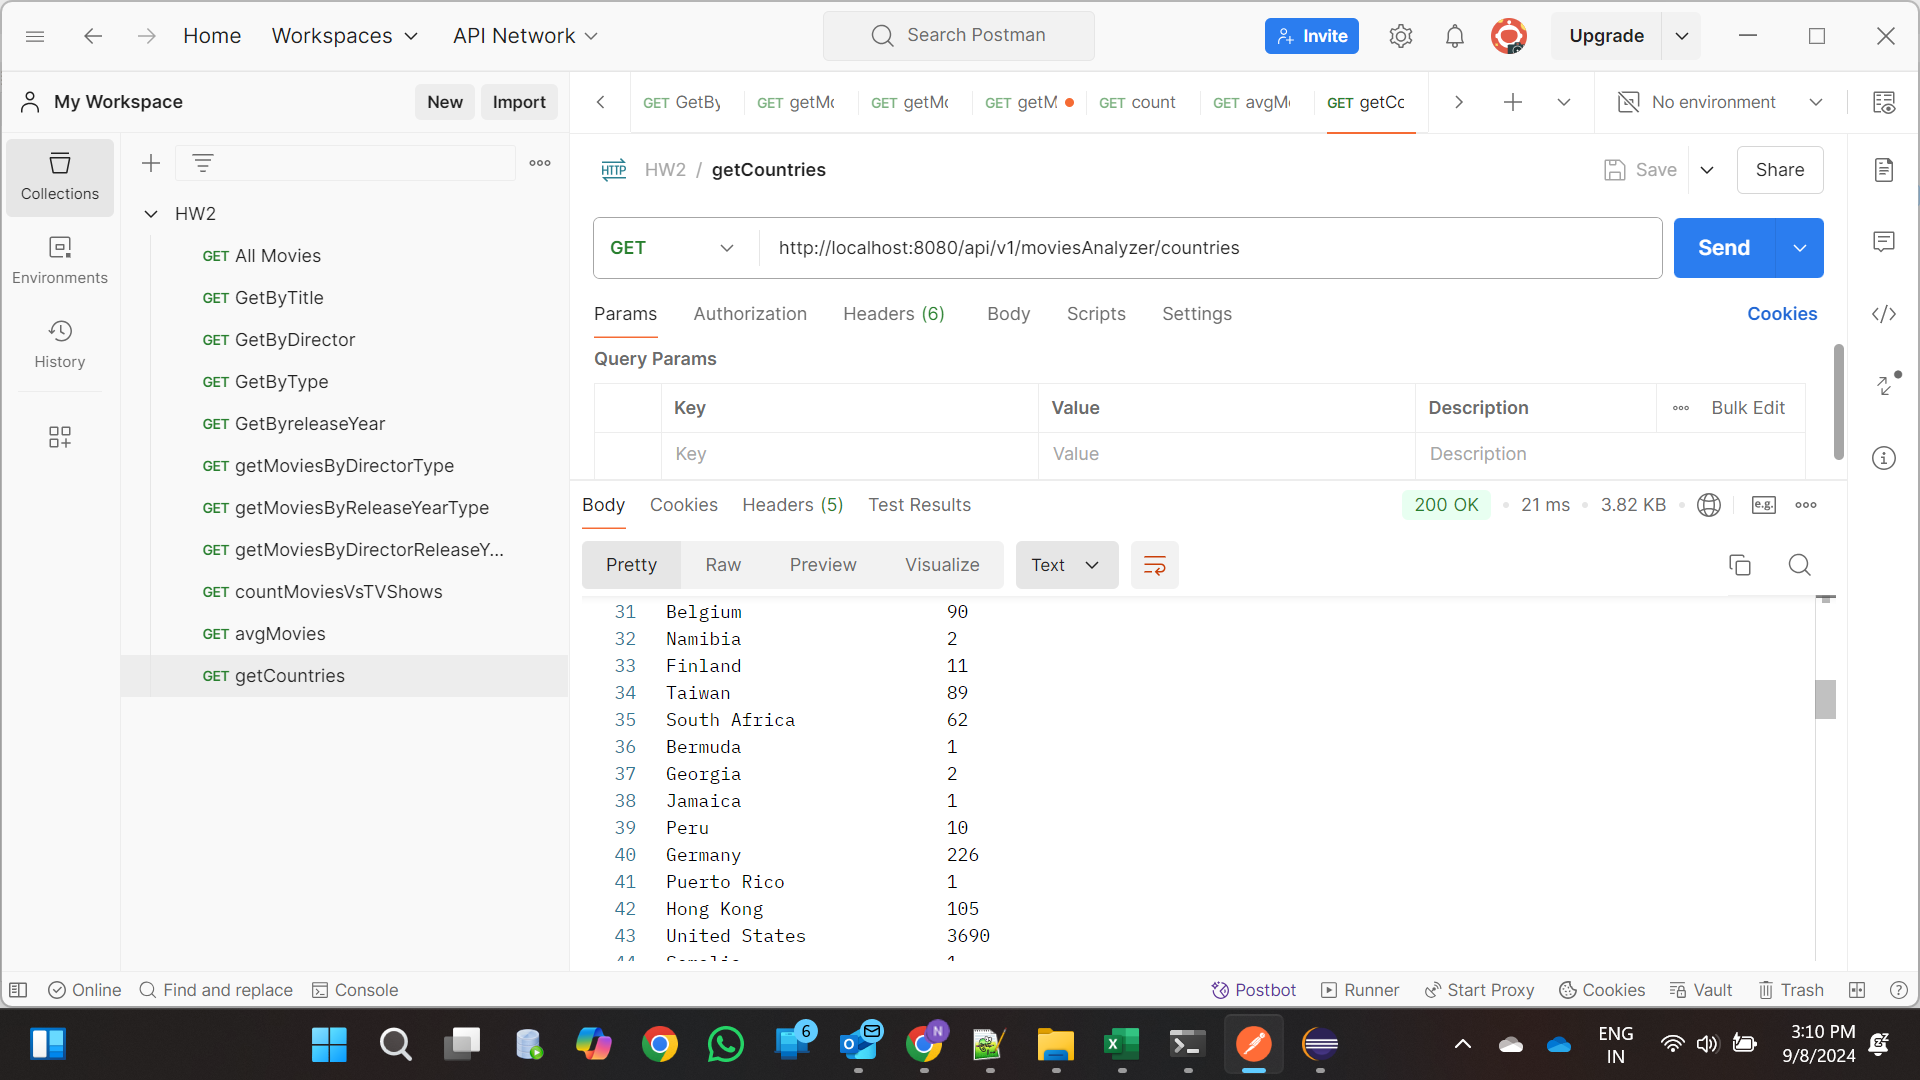 Home
Workspaces
API Network
Search Postman
Invite
Upgrade
My Workspace
New
Import
GET GetBy
GET getMo
GET getMo
GET getM
GET count
GET avgMo
GET getCo
No environment
Collections
Environments
History
HW2
GET All Movies
GET GetByTitle
GET GetByDirector
GET GetByType
GET GetByreleaseYear
GET getMoviesByDirectorType
GET getMoviesByReleaseYearType
GET getMoviesByDirectorReleaseY...
GET countMoviesVsTVShows
GET avgMovies
GET getCountries
HTTP HW2 / getCountries
Save
Share
GET
http://localhost:8080/api/v1/moviesAnalyzer/countries
Send
Params
Authorization
Headers (6)
Body
Scripts
Settings
Cookies
Query Params
Key
Value
Description
Bulk Edit
Key
Value
Description
Body
Cookies
Headers (5)
Test Results
200 OK
21 ms
3.82 KB
e.g.
Pretty
Raw
Preview
Visualize
Text
31 Belgium 90
32 Namibia 2
33 Finland 11
34 Taiwan 89
35 South Africa 62
36 Bermuda 1
37 Georgia 2
38 Jamaica 1
39 Peru 10
40 Germany 226
41 Puerto Rico 1
42 Hong Kong 105
43 United States 3690
44 Somalia 1
Online
Find and replace
Console
Postbot
Runner
Start Proxy
Cookies
Vault
Trash
6
N
ENG
IN
3:10 PM
9/8/2024